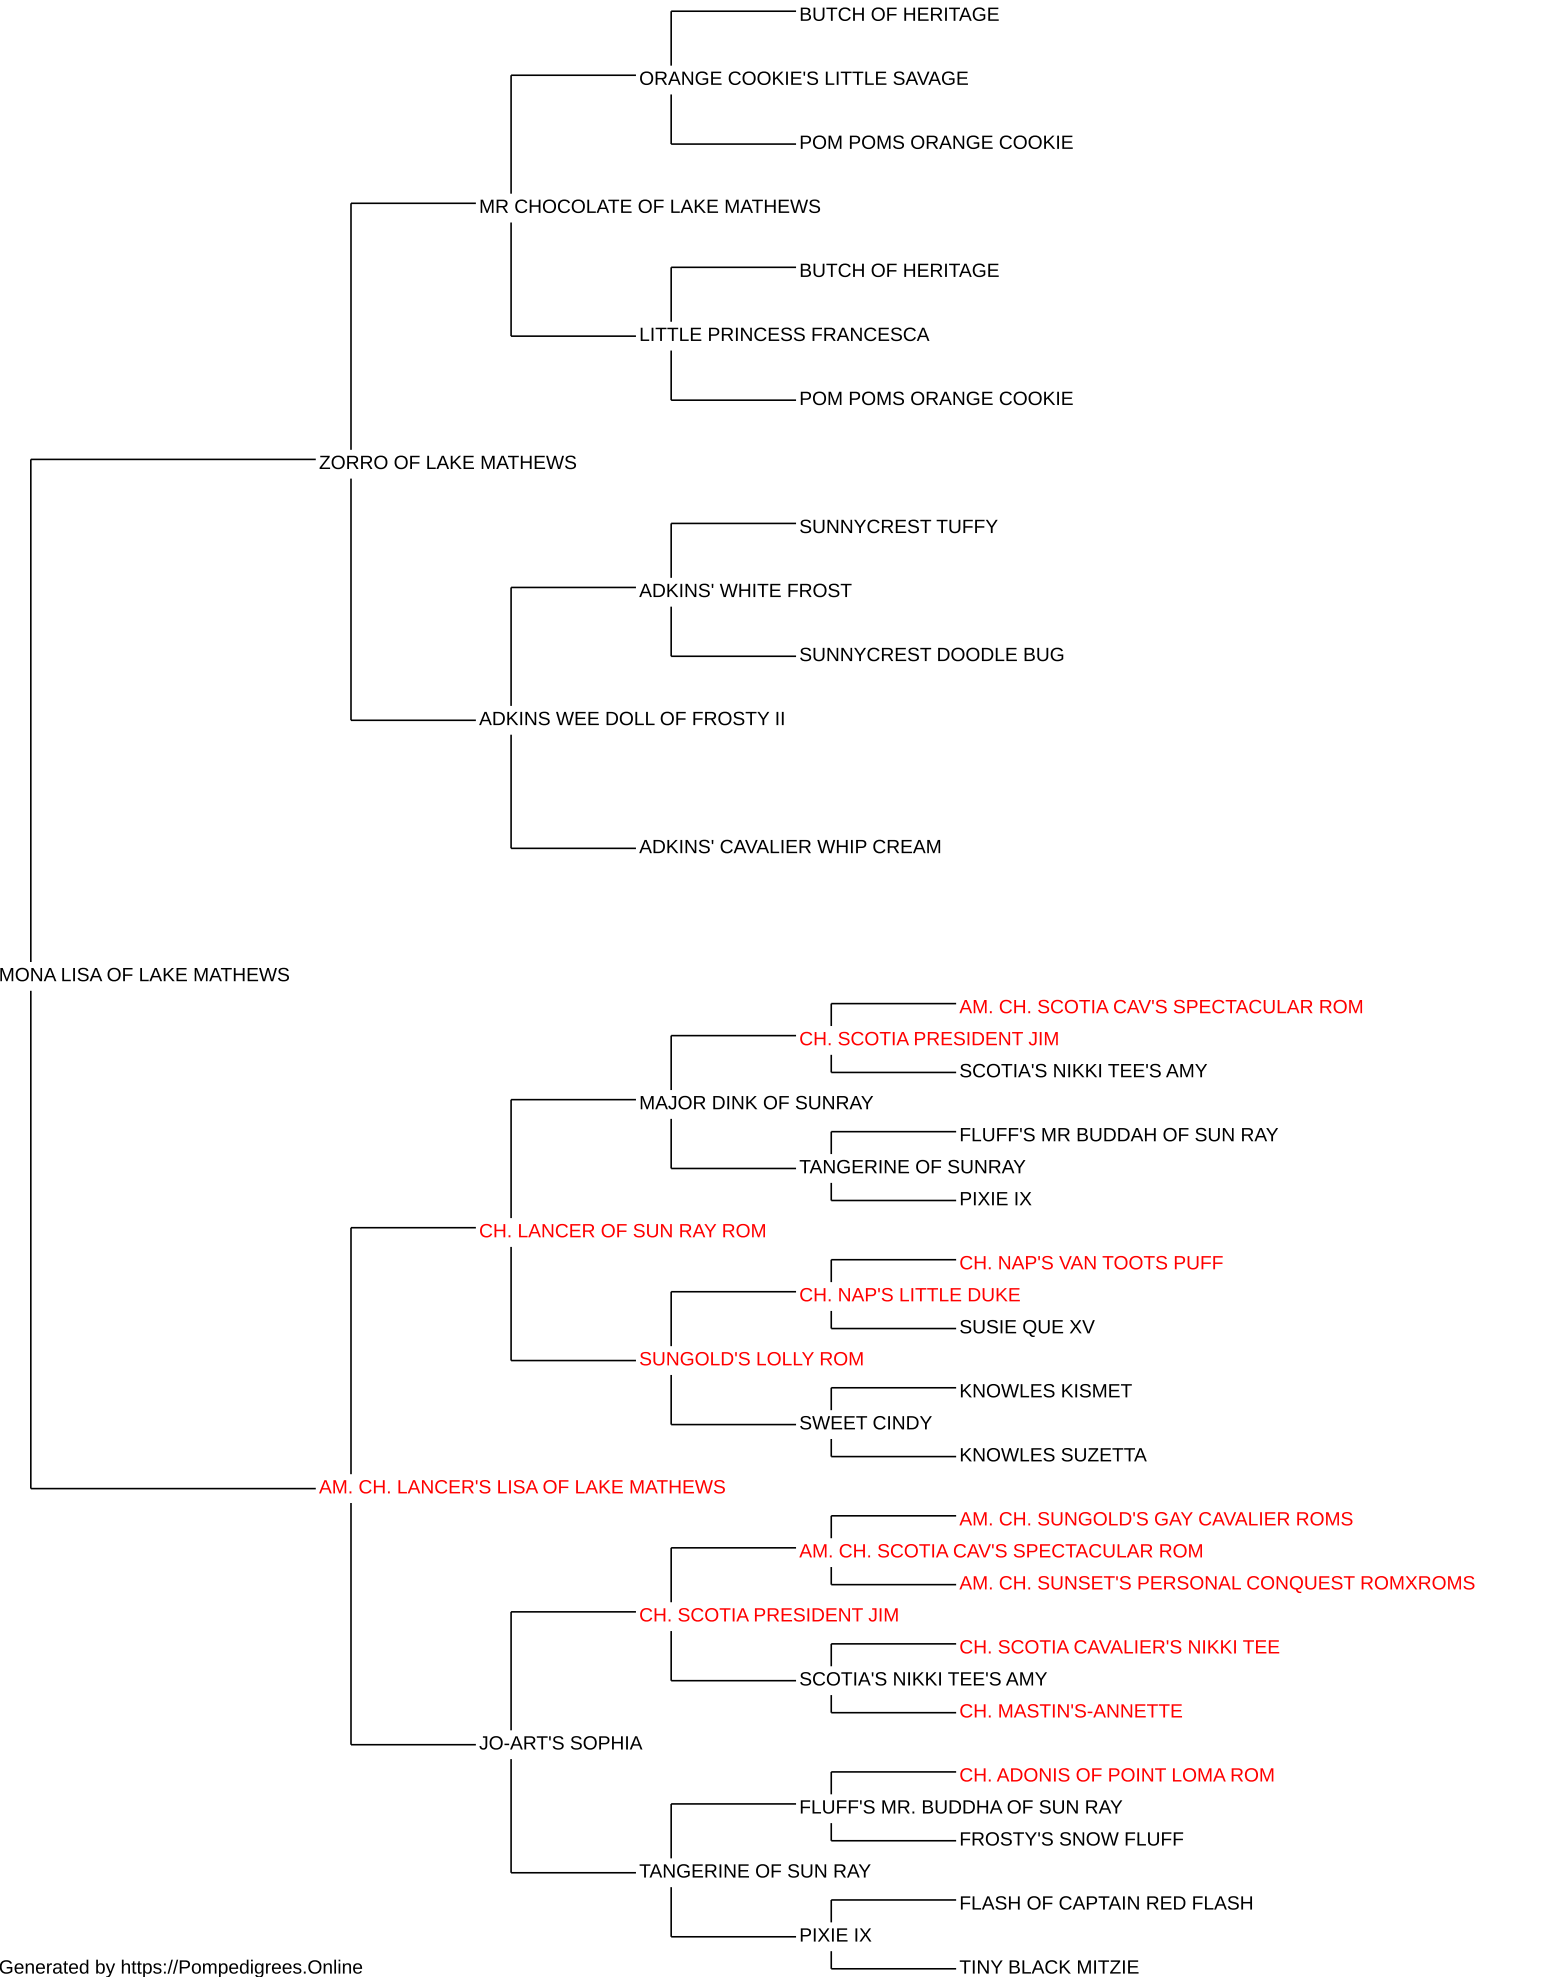 BUTCH OF HERITAGE
ORANGE COOKIE'S LITTLE SAVAGE
POM POMS ORANGE COOKIE
MR CHOCOLATE OF LAKE MATHEWS
BUTCH OF HERITAGE
LITTLE PRINCESS FRANCESCA
POM POMS ORANGE COOKIE
ZORRO OF LAKE MATHEWS
SUNNYCREST TUFFY
ADKINS' WHITE FROST
SUNNYCREST DOODLE BUG
ADKINS WEE DOLL OF FROSTY II
ADKINS' CAVALIER WHIP CREAM
MONA LISA OF LAKE MATHEWS
AM. CH. SCOTIA CAV'S SPECTACULAR ROM
CH. SCOTIA PRESIDENT JIM
SCOTIA'S NIKKI TEE'S AMY
MAJOR DINK OF SUNRAY
FLUFF'S MR BUDDAH OF SUN RAY
TANGERINE OF SUNRAY
PIXIE IX
CH. LANCER OF SUN RAY ROM
CH. NAP'S VAN TOOTS PUFF
CH. NAP'S LITTLE DUKE
SUSIE QUE XV
SUNGOLD'S LOLLY ROM
KNOWLES KISMET
SWEET CINDY
KNOWLES SUZETTA
AM. CH. LANCER'S LISA OF LAKE MATHEWS
AM. CH. SUNGOLD'S GAY CAVALIER ROMS
AM. CH. SCOTIA CAV'S SPECTACULAR ROM
AM. CH. SUNSET'S PERSONAL CONQUEST ROMXROMS
CH. SCOTIA PRESIDENT JIM
CH. SCOTIA CAVALIER'S NIKKI TEE
SCOTIA'S NIKKI TEE'S AMY
CH. MASTIN'S-ANNETTE
JO-ART'S SOPHIA
CH. ADONIS OF POINT LOMA ROM
FLUFF'S MR. BUDDHA OF SUN RAY
FROSTY'S SNOW FLUFF
TANGERINE OF SUN RAY
FLASH OF CAPTAIN RED FLASH
PIXIE IX
TINY BLACK MITZIE
Generated by https://Pompedigrees.Online